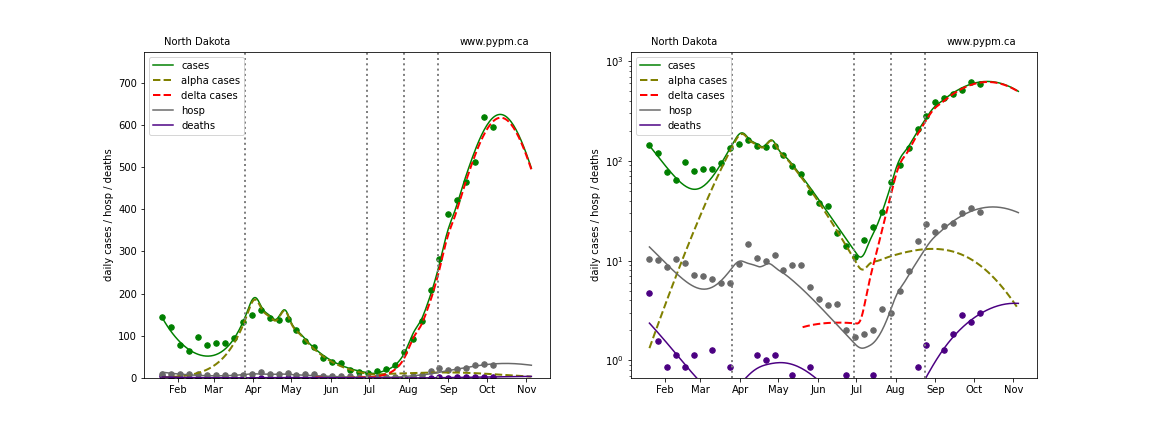 North Dakota
www.pypm.ca
cases
alpha cases
delta cases
hosp
deaths
daily cases / hosp / deaths
700
600
500
400
300
200
100
0
Feb Mar Apr May Jun Jul Aug Sep Oct Nov
North Dakota
www.pypm.ca
cases
alpha cases
delta cases
hosp
deaths
daily cases / hosp / deaths
10³
10²
10¹
10⁰
Feb Mar Apr May Jun Jul Aug Sep Oct Nov